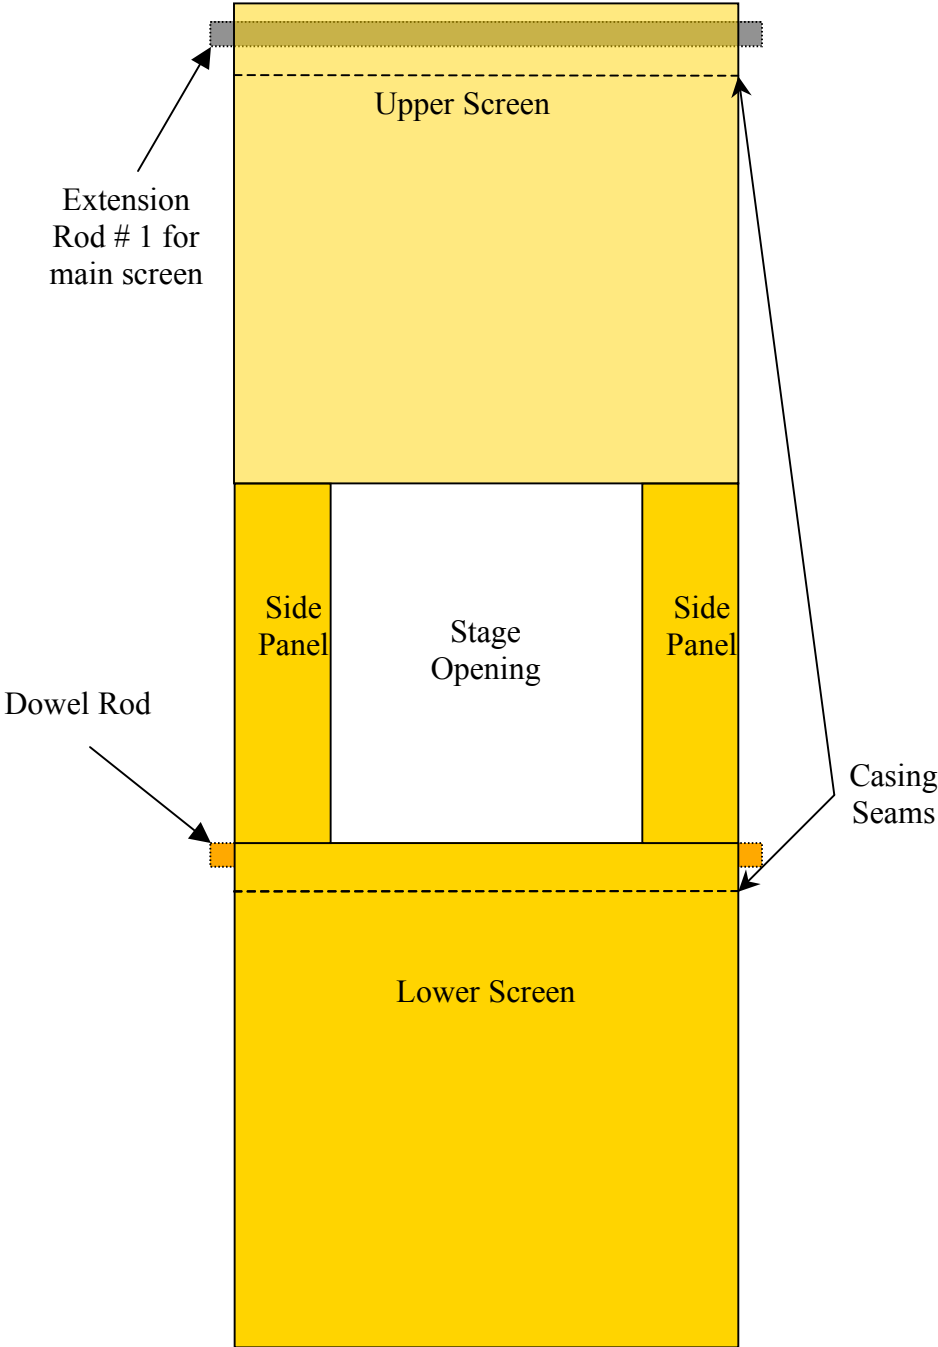 Upper Screen
Extension
Rod # 1 for
main screen
Side
Panel
Stage
Opening
Side
Panel
Dowel Rod
Casing
Seams
Lower Screen